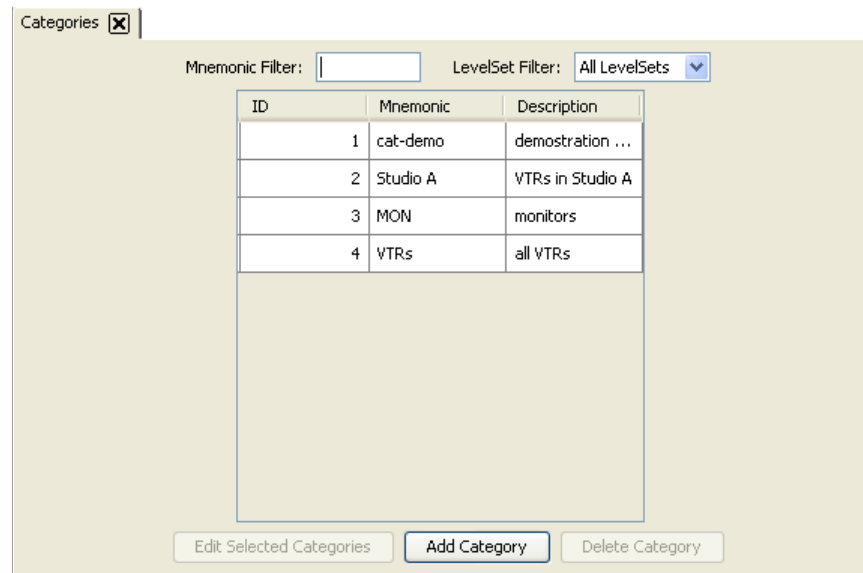 Categories
Mnemonic Filter: LevelSet Filter: All LevelSets
ID Mnemonic Description
1 cat-demo demostration ...
2 Studio A VTRs in Studio A
3 MON monitors
4 VTRs all VTRs
Edit Selected Categories Add Category Delete Category